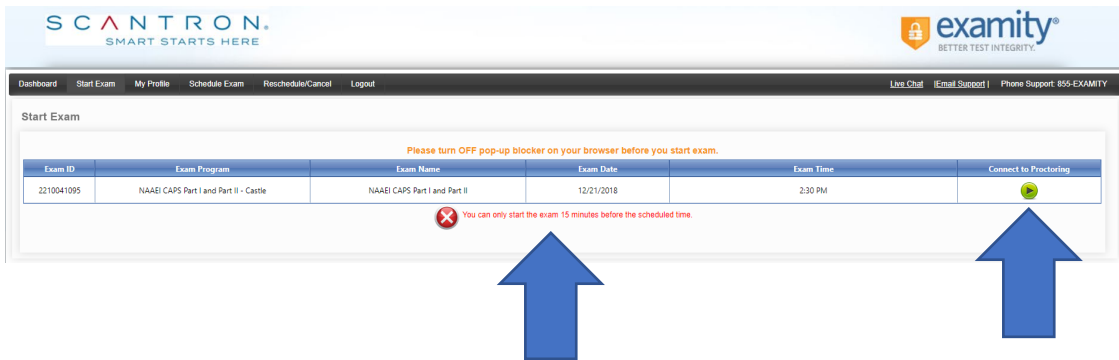 SCANTRON®
SMART STARTS HERE
examity®
BETTER TEST INTEGRITY.
Dashboard Start Exam My Profile Schedule Exam Reschedule/Cancel Logout Live Chat |Email Support| Phone Support: 855-EXAMITY
Start Exam
Please turn OFF pop-up blocker on your browser before you start exam.
Exam ID Exam Program Exam Name Exam Date Exam Time Connect to Proctoring
2210041095 NAAEI CAPS Part I and Part II - Castle NAAEI CAPS Part I and Part II 12/21/2018 2:30 PM
You can only start the exam 15 minutes before the scheduled time.